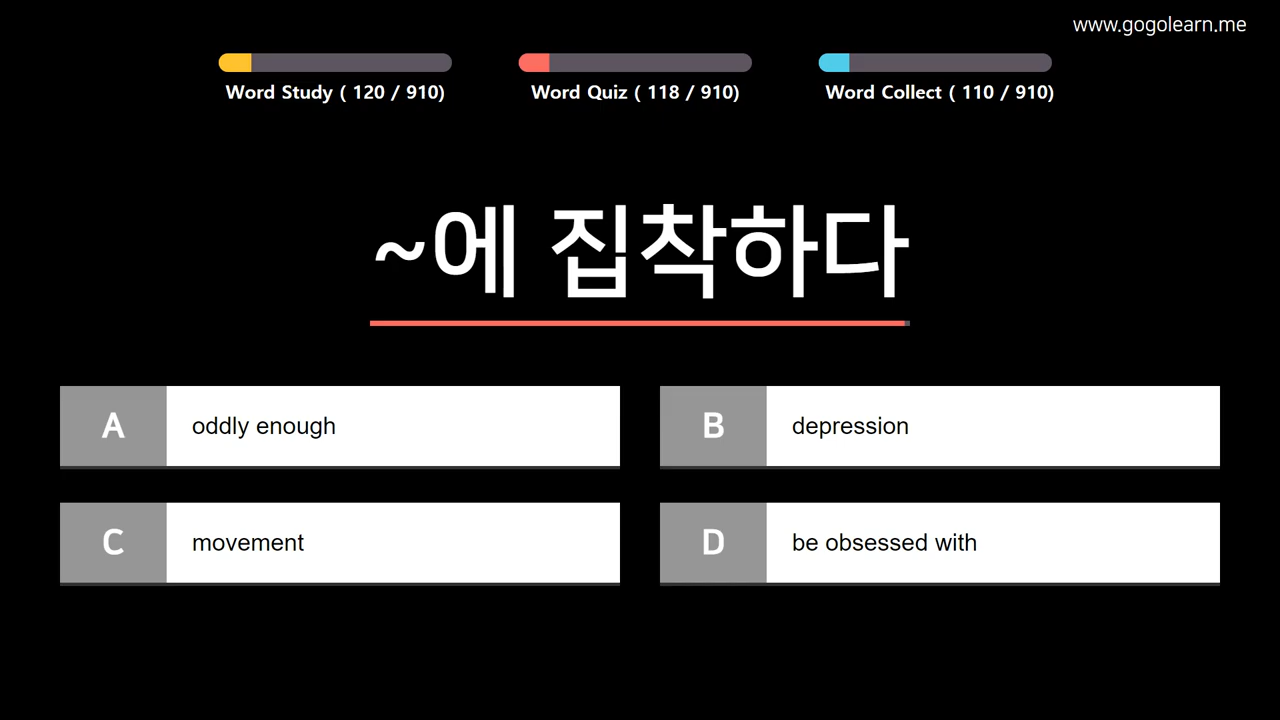 www.gogolearn.me
Word Study ( 120 / 910)
Word Quiz ( 118 / 910)
Word Collect ( 110 / 910)
~에 집착하다
A oddly enough
B depression
C movement
D be obsessed with